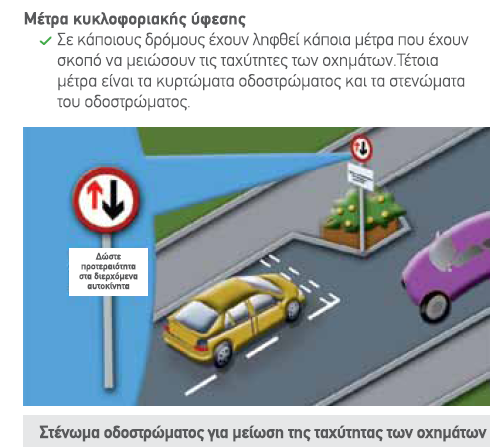 Μέτρα κυκλοφοριακής ύφεσης
✓ Σε κάποιους δρόμους έχουν ληφθεί κάποια μέτρα που έχουν
σκοπό να μειώσουν τις ταχύτητες των οχημάτων.Τέτοια
μέτρα είναι τα κυρτώματα οδοστρώματος και τα στενώματα
του οδοστρώματος.
Δώστε
προτεραιότητα
στα διερχόμενα
αυτοκίνητα
Στένωμα οδοστρώματος για μείωση της ταχύτητας των οχημάτων